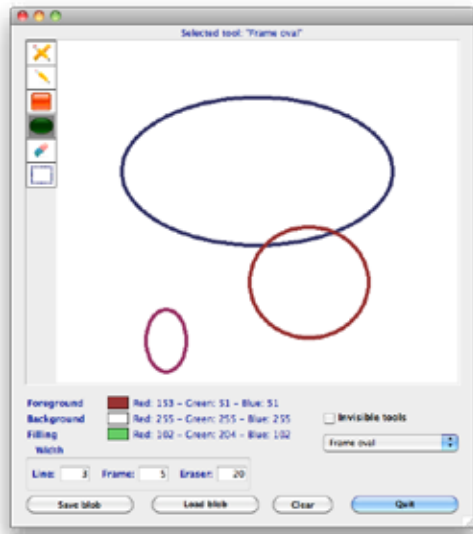 Selected tool: "Frame oval"
Foreground Red: 153 - Green: 51 - Blue: 51
Background Red: 255 - Green: 255 - Blue: 255 Invisible tools
Filling Red: 102 - Green: 204 - Blue: 102 Frame oval
Width
Line: 3 Frame: 5 Eraser: 20
Save blob Load blob Clear Quit